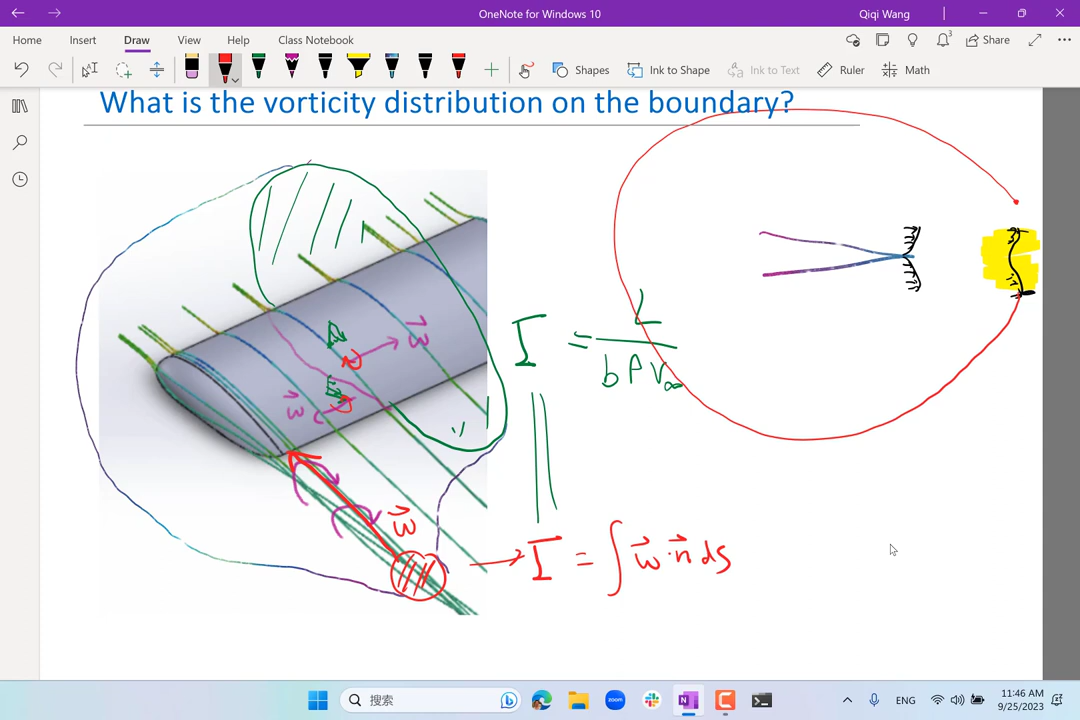 OneNote for Windows 10
Qiqi Wang
Home Insert Draw View Help Class Notebook
3
Share
Shapes
Ink to Shape
Ink to Text
Ruler
Math
What is the vorticity distribution on the boundary?
I = L / b ρ V∞
ω⃗
ω⃗
ω⃗
→ I = ∫ ω⃗ · n⃗ ds
搜索
ENG
11:46 AM
9/25/2023